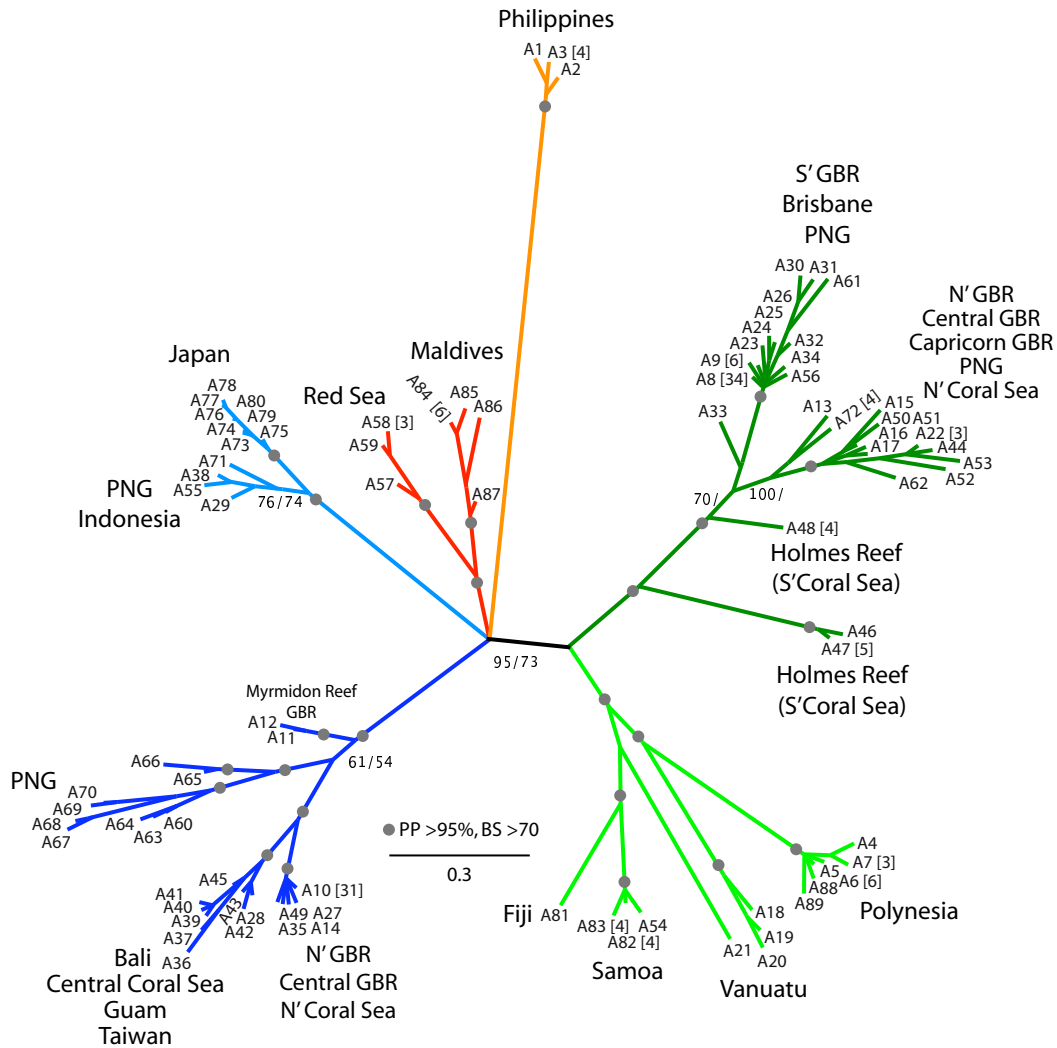 Philippines
A1 A3 [4]
A2
S' GBR
Brisbane
PNG
A30 A31
A61
A26
A25
A24
A23
A32
A9 [6]
A34
A8 [34]
A56
A33
N' GBR
Central GBR
Capricorn GBR
PNG
N' Coral Sea
A13
A72 [4]
A15
A50 A51
A16
A22 [3]
A17
A44
A53
A52
A62
70/
100/
A48 [4]
Holmes Reef
(S'Coral Sea)
A46
A47 [5]
Holmes Reef
(S'Coral Sea)
Japan
A78
A77
A80
A76
A79
A74
A75
A73
A71
A38
A55
A29
PNG
Indonesia
76/74
Red Sea
A58 [3]
A59
A57
Maldives
A84 [6]
A85
A86
A87
95/73
Myrmidon Reef
GBR
A12
A11
61/54
PNG
A66
A65
A70
A69
A68
A67
A64
A63
A60
PP >95%, BS >70
0.3
A45
A41
A40
A39
A37
A36
A43
A28
A42
Bali
Central Coral Sea
Guam
Taiwan
A10 [31]
A49 A27
A35 A14
N' GBR
Central GBR
N' Coral Sea
Fiji
A81
A83 [4]
A54
A82 [4]
Samoa
A21
A18
A19
A20
Vanuatu
A4
A7 [3]
A5
A6 [6]
A88
A89
Polynesia